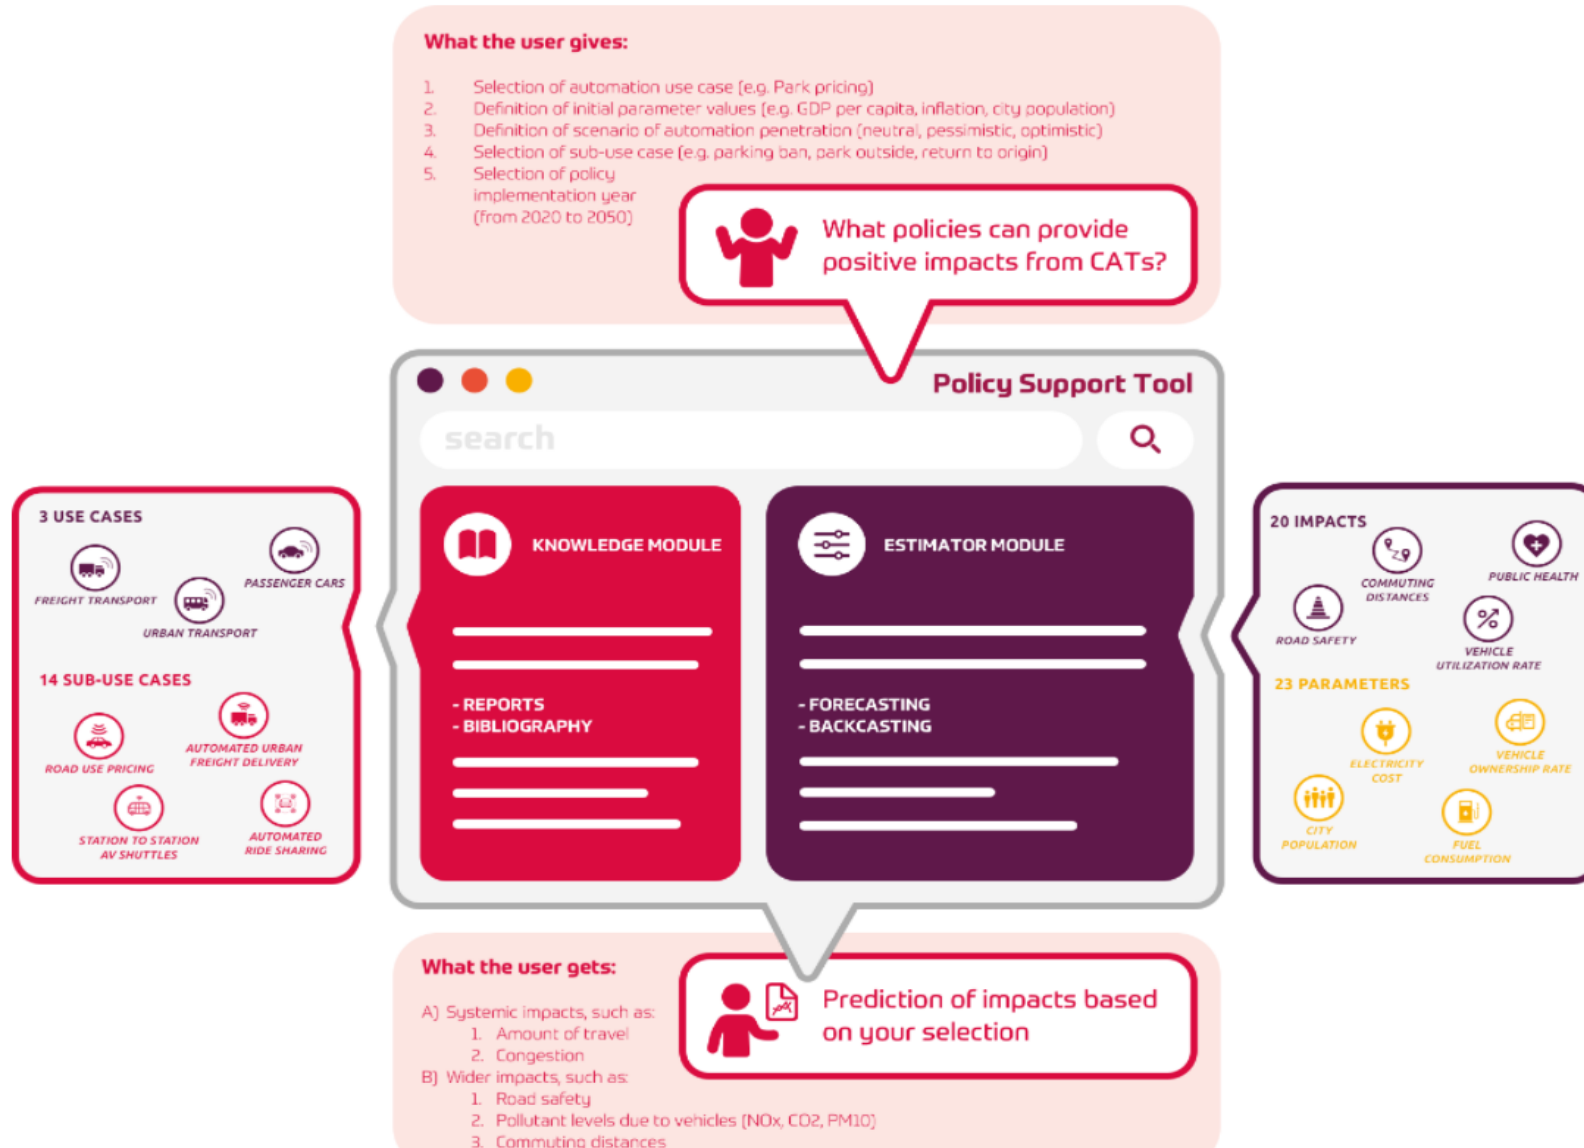 What the user gives:
1. Selection of automation use case (e.g. Park pricing)
2. Definition of initial parameter values (e.g. GDP per capita, inflation, city population)
3. Definition of scenario of automation penetration (neutral, pessimistic, optimistic)
4. Selection of sub-use case (e.g. parking ban, park outside, return to origin)
5. Selection of policy
implementation year
(from 2020 to 2050)
What policies can provide
positive impacts from CATs?
Policy Support Tool
search
3 USE CASES
PASSENGER CARS
FREIGHT TRANSPORT
URBAN TRANSPORT
14 SUB-USE CASES
AUTOMATED URBAN
FREIGHT DELIVERY
ROAD USE PRICING
STATION TO STATION
AV SHUTTLES
AUTOMATED
RIDE SHARING
KNOWLEDGE MODULE
- REPORTS
- BIBLIOGRAPHY
ESTIMATOR MODULE
- FORECASTING
- BACKCASTING
20 IMPACTS
COMMUTING
DISTANCES
PUBLIC HEALTH
ROAD SAFETY
VEHICLE
UTILIZATION RATE
23 PARAMETERS
ELECTRICITY
COST
VEHICLE
OWNERSHIP RATE
CITY
POPULATION
FUEL
CONSUMPTION
What the user gets:
A) Systemic impacts, such as:
1. Amount of travel
2. Congestion
B) Wider impacts, such as:
1. Road safety
2. Pollutant levels due to vehicles (NOx, CO2, PM10)
3. Commuting distances
Prediction of impacts based
on your selection